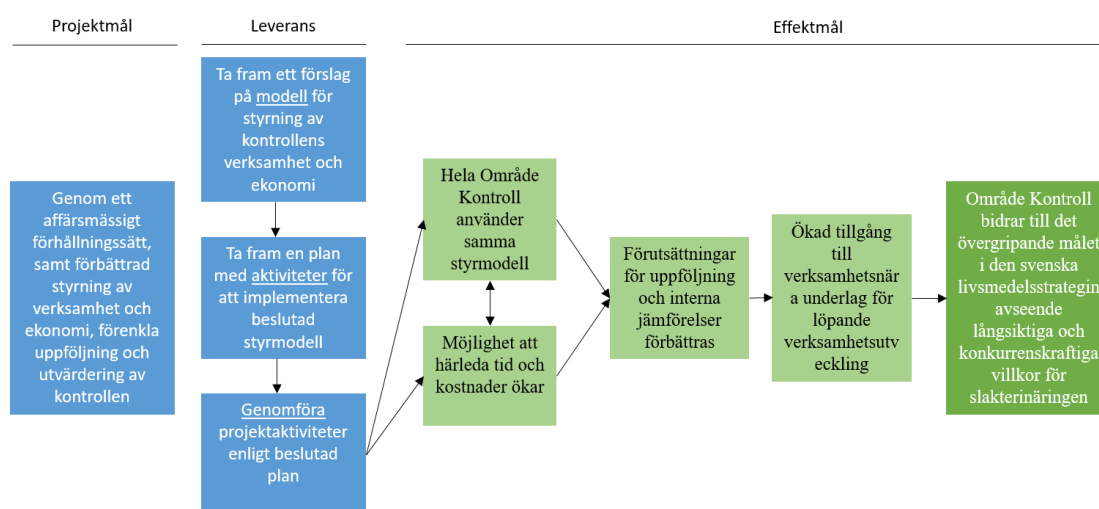 Projektmål
Leverans
Effektmål
Genom ett
affärsmässigt
förhållningssätt,
samt förbättrad
styrning av
verksamhet och
ekonomi, förenkla
uppföljning och
utvärdering av
kontrollen
Ta fram ett förslag
på modell för
styrning av
kontrollens
verksamhet och
ekonomi
Ta fram en plan
med aktiviteter för
att implementera
beslutad
styrmodell
Genomföra
projektaktiviteter
enligt beslutad
plan
Hela Område
Kontroll
använder
samma
styrmodell
Möjlighet att
härleda tid och
kostnader ökar
Förutsättningar
för uppföljning
och interna
jämförelser
förbättras
Ökad tillgång
till
verksamhetsnär
a underlag för
löpande
verksamhetsutv
eckling
Område Kontroll
bidrar till det
övergripande målet
i den svenska
livsmedelsstrategin
avseende
långsiktiga och
konkurrenskraftiga
villkor för
slakterinäringen